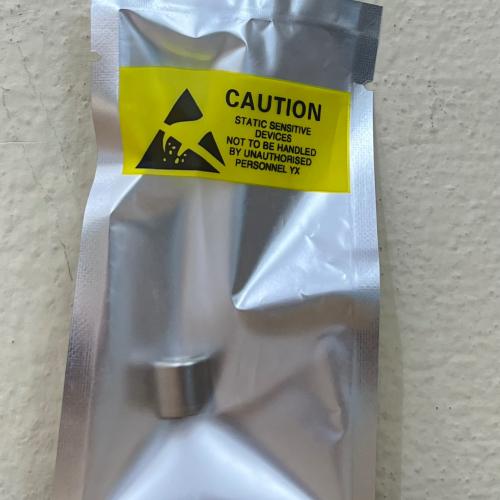 CAUTION
STATIC SENSITIVE
DEVICES
NOT TO BE HANDLED
BY UNAUTHORISED
PERSONNEL YX